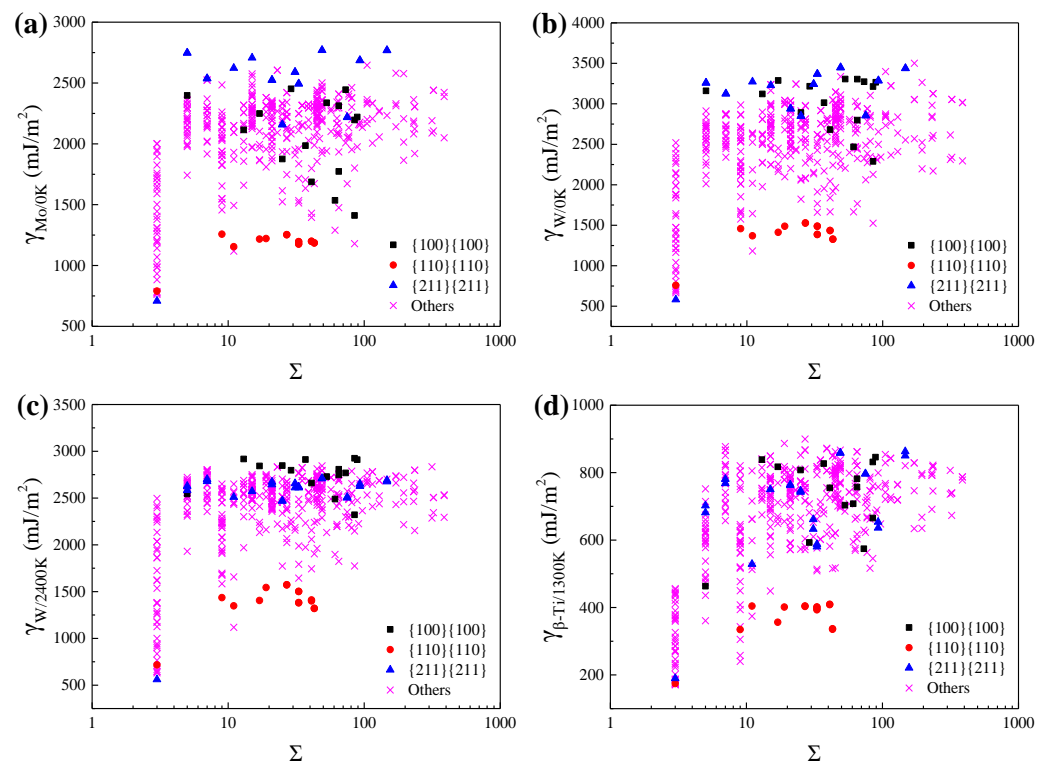 (a)
3000
2500
2000
1500
1000
500
γMo/0K (mJ/m²)
{100}{100}
{110}{110}
{211}{211}
Others
1 10 100 1000
Σ
(b)
4000
3500
3000
2500
2000
1500
1000
500
γW/0K (mJ/m²)
{100}{100}
{110}{110}
{211}{211}
Others
1 10 100 1000
Σ
(c)
3500
3000
2500
2000
1500
1000
500
γW/2400K (mJ/m²)
{100}{100}
{110}{110}
{211}{211}
Others
1 10 100 1000
Σ
(d)
1000
800
600
400
200
γβ-Ti/1300K (mJ/m²)
{100}{100}
{110}{110}
{211}{211}
Others
1 10 100 1000
Σ